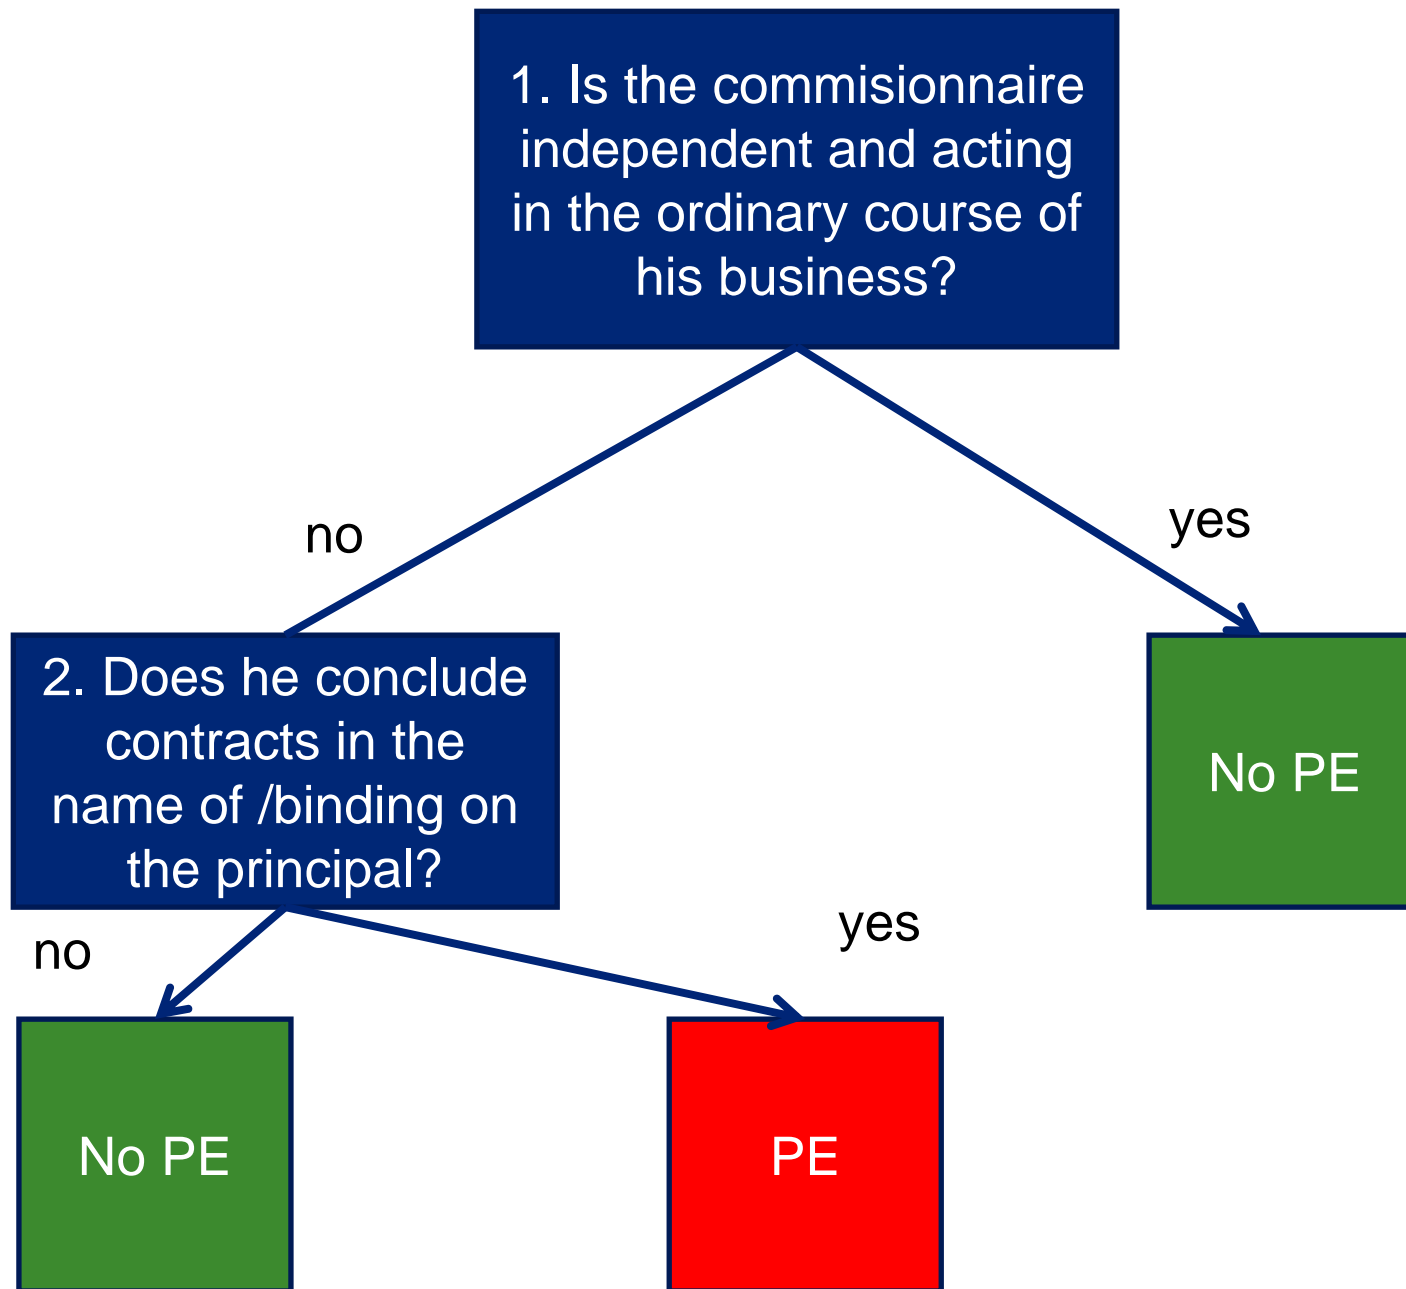 1. Is the commisionnaire
independent and acting
in the ordinary course of
his business?
no
yes
2. Does he conclude
contracts in the
name of /binding on
the principal?
No PE
no
yes
No PE
PE